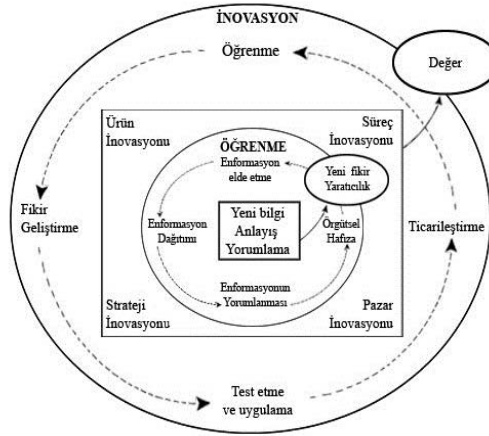 İNOVASYON
Öğrenme
Değer
Ürün
İnovasyonu
Süreç
İnovasyonu
ÖĞRENME
Enformasyon
elde etme
Yeni fikir
Yaratıcılık
Fikir
Geliştirme
Enformasyon
Dağıtımı
Yeni bilgi
Anlayış
Yorumlama
Örgütsel
Hafıza
Ticarileştirme
Enformasyonun
Yorumlanması
Strateji
İnovasyonu
Pazar
İnovasyonu
Test etme
ve uygulama